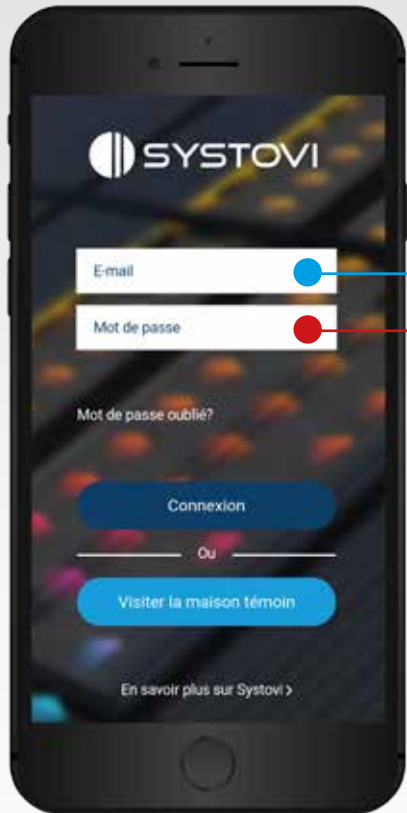 SYSTOVI
E-mail
Mot de passe
Mot de passe oublié?
Connexion
Ou
Visiter la maison témoin
En savoir plus sur Systovi >